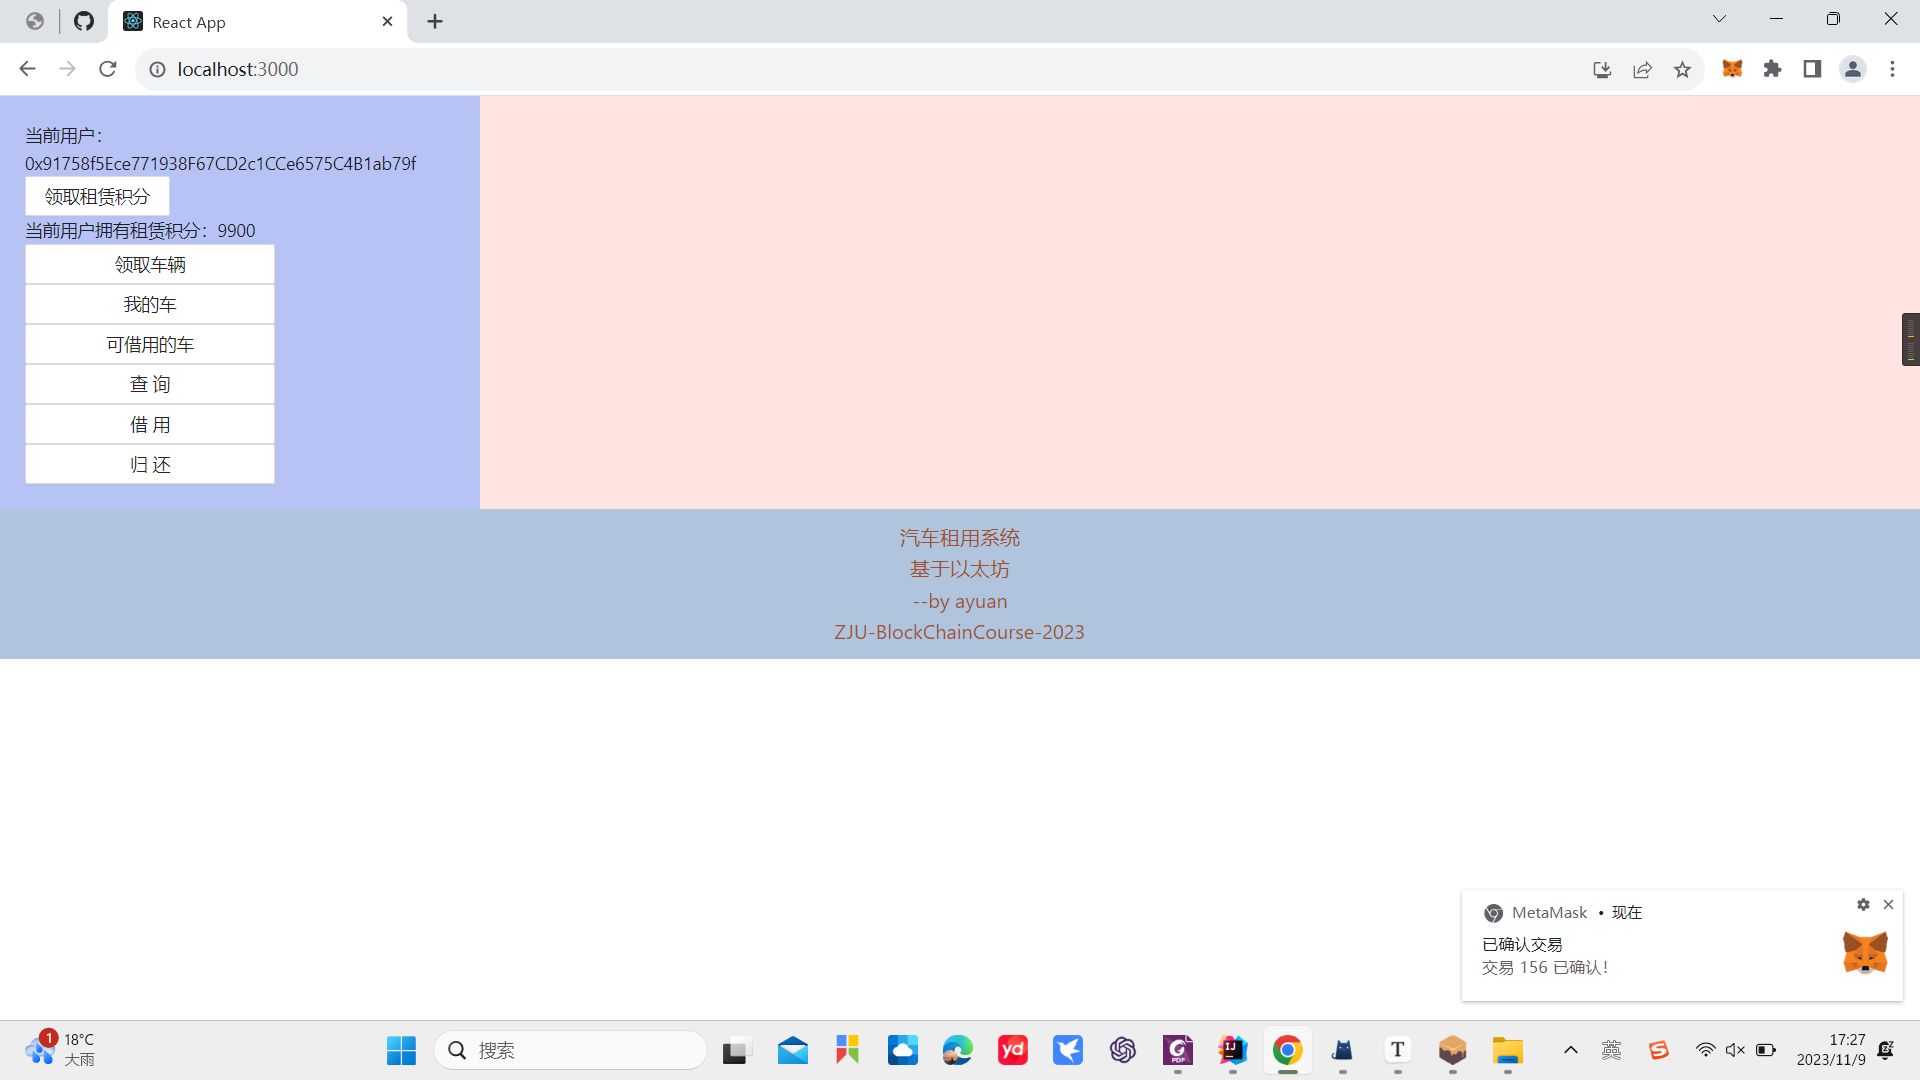 React App
localhost:3000
当前用户：
0x91758f5Ece771938F67CD2c1CCe6575C4B1ab79f
领取租赁积分
当前用户拥有租赁积分：9900
领取车辆
我的车
可借用的车
查 询
借 用
归 还
汽车租用系统
基于以太坊
--by ayuan
ZJU-BlockChainCourse-2023
MetaMask • 现在
已确认交易
交易 156 已确认！
1
18°C
大雨
搜索
yd
G
PDF
IJ
T
英
S
17:27
2023/11/9